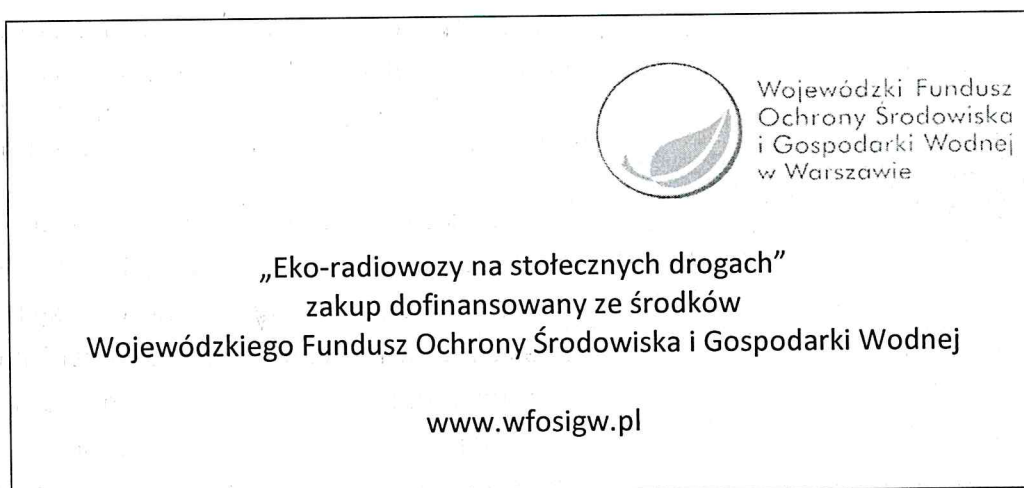 Wojewódzki Fundusz
Ochrony Środowiska
i Gospodarki Wodnej
w Warszawie
„Eko-radiowozy na stołecznych drogach”
zakup dofinansowany ze środków
Wojewódzkiego Fundusz Ochrony Środowiska i Gospodarki Wodnej
www.wfosigw.pl